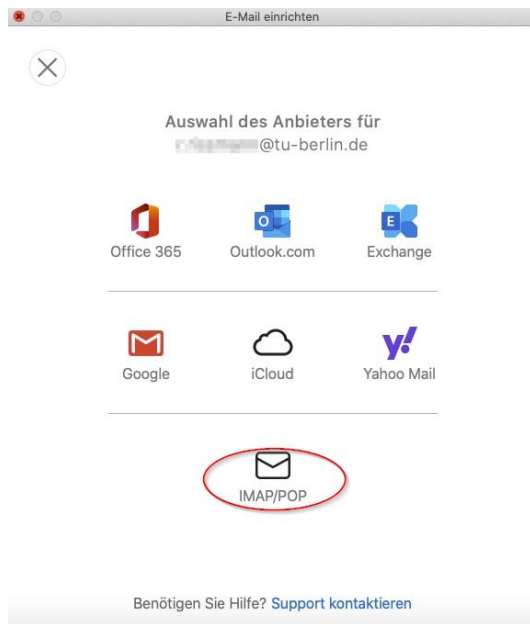 E-Mail einrichten
Auswahl des Anbieters für
@tu-berlin.de
Office 365
Outlook.com
Exchange
Google
iCloud
Yahoo Mail
IMAP/POP
Benötigen Sie Hilfe? Support kontaktieren